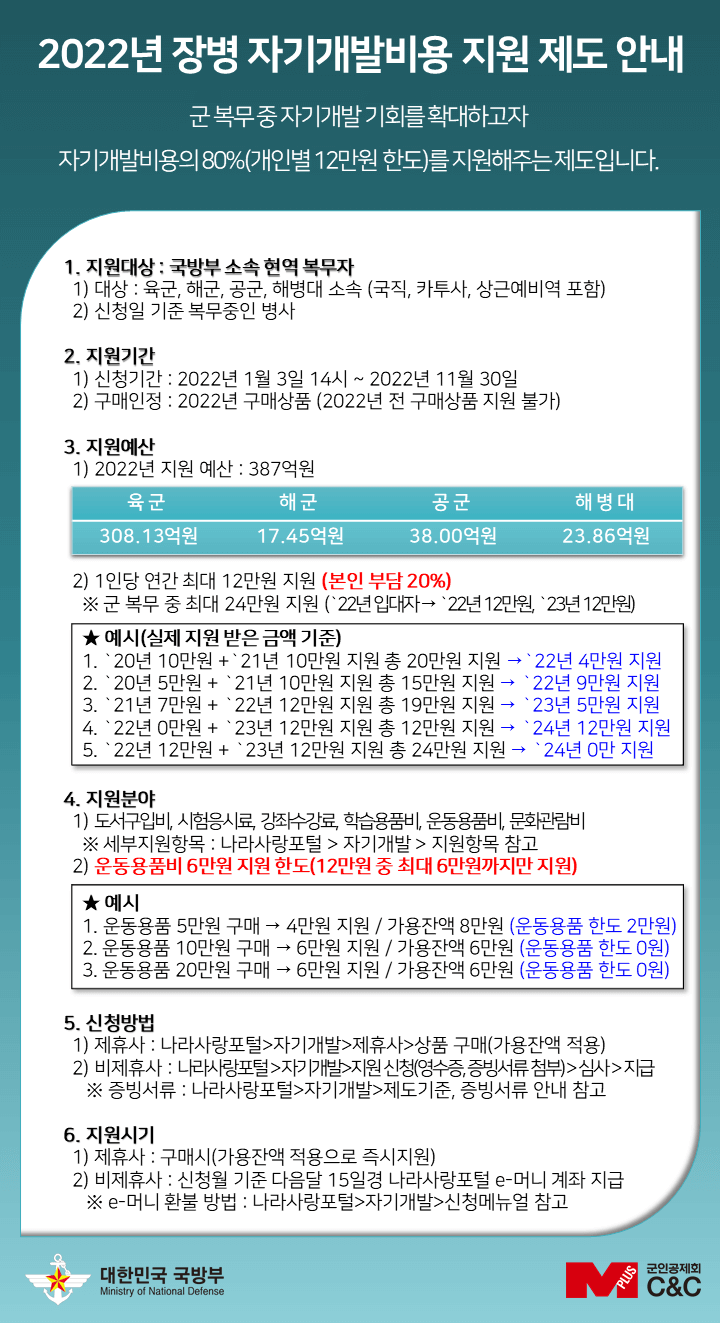 2022년 장병 자기개발비용 지원 제도 안내
군 복무 중 자기개발 기회를 확대하고자
자기개발비용의 80%(개인별 12만원 한도)를 지원해주는 제도입니다.
1. 지원대상 : 국방부 소속 현역 복무자
1) 대상 : 육군, 해군, 공군, 해병대 소속 (국직, 카투사, 상근예비역 포함)
2) 신청일 기준 복무중인 병사
2. 지원기간
1) 신청기간 : 2022년 1월 3일 14시 ~ 2022년 11월 30일
2) 구매인정 : 2022년 구매상품 (2022년 전 구매상품 지원 불가)
3. 지원예산
1) 2022년 지원 예산 : 387억원
육 군 해 군 공 군 해 병 대
308.13억원 17.45억원 38.00억원 23.86억원
2) 1인당 연간 최대 12만원 지원 (본인 부담 20%)
※ 군 복무 중 최대 24만원 지원 (`22년 입대자→ `22년 12만원, `23년 12만원)
★ 예시(실제 지원 받은 금액 기준)
1. `20년 10만원 +`21년 10만원 지원 총 20만원 지원 → `22년 4만원 지원
2. `20년 5만원 + `21년 10만원 지원 총 15만원 지원 → `22년 9만원 지원
3. `21년 7만원 + `22년 12만원 지원 총 19만원 지원 → `23년 5만원 지원
4. `22년 0만원 + `23년 12만원 지원 총 12만원 지원 → `24년 12만원 지원
5. `22년 12만원 + `23년 12만원 지원 총 24만원 지원 → `24년 0만 지원
4. 지원분야
1) 도서구입비, 시험응시료, 강좌수강료, 학습용품비, 운동용품비, 문화관람비
※ 세부지원항목 : 나라사랑포털 > 자기개발 > 지원항목 참고
2) 운동용품비 6만원 지원 한도(12만원 중 최대 6만원까지만 지원)
★ 예시
1. 운동용품 5만원 구매 → 4만원 지원 / 가용잔액 8만원 (운동용품 한도 2만원)
2. 운동용품 10만원 구매 → 6만원 지원 / 가용잔액 6만원 (운동용품 한도 0원)
3. 운동용품 20만원 구매 → 6만원 지원 / 가용잔액 6만원 (운동용품 한도 0원)
5. 신청방법
1) 제휴사 : 나라사랑포털>자기개발>제휴사>상품 구매(가용잔액 적용)
2) 비제휴사 : 나라사랑포털>자기개발>지원 신청(영수증, 증빙서류 첨부) > 심사 > 지급
※ 증빙서류 : 나라사랑포털>자기개발>제도기준, 증빙서류 안내 참고
6. 지원시기
1) 제휴사 : 구매시(가용잔액 적용으로 즉시지원)
2) 비제휴사 : 신청월 기준 다음달 15일경 나라사랑포털 e-머니 계좌 지급
※ e-머니 환불 방법 : 나라사랑포털>자기개발>신청메뉴얼 참고
대한민국 국방부
Ministry of National Defense
M PLUS
군인공제회
C&C